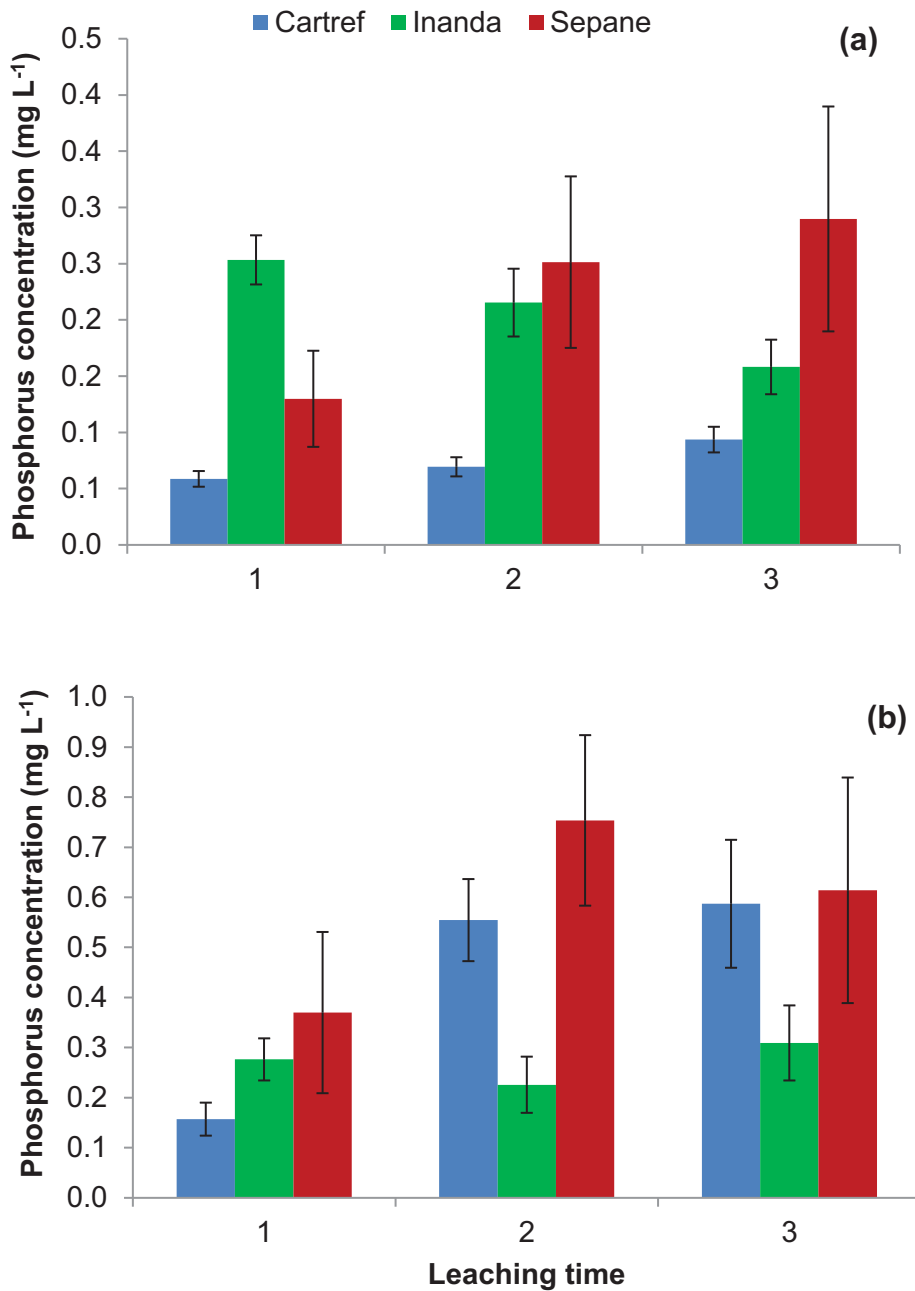 Cartref Inanda Sepane
(a)
Phosphorus concentration (mg L-1)
0.5
0.4
0.4
0.3
0.3
0.2
0.2
0.1
0.1
0.0
1 2 3
(b)
Phosphorus concentration (mg L-1)
1.0
0.9
0.8
0.7
0.6
0.5
0.4
0.3
0.2
0.1
0.0
1 2 3
Leaching time